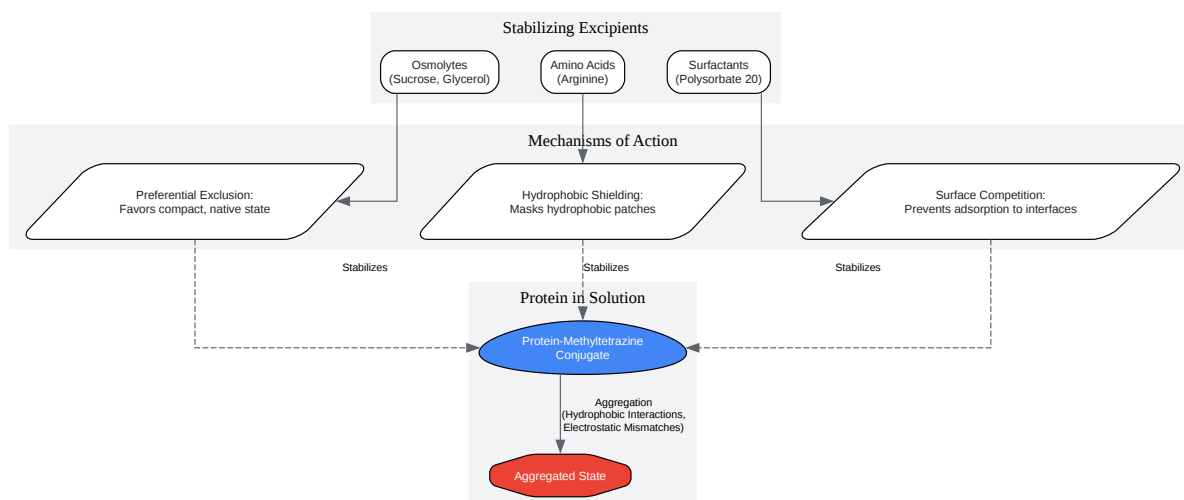 Stabilizing Excipients
Osmolytes
(Sucrose, Glycerol)
Amino Acids
(Arginine)
Surfactants
(Polysorbate 20)
Mechanisms of Action
Preferential Exclusion:
Favors compact, native state
Hydrophobic Shielding:
Masks hydrophobic patches
Surface Competition:
Prevents adsorption to interfaces
Stabilizes
Stabilizes
Stabilizes
Protein in Solution
Protein-Methyltetrazine
Conjugate
Aggregation
(Hydrophobic Interactions,
Electrostatic Mismatches)
Aggregated State